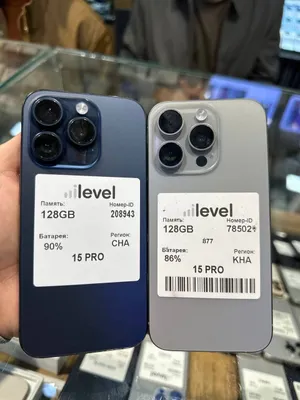 level
Память: Номер-ID
128GB 208943
Батарея: Регион:
90% CHA
15 PRO
level
Память: Номер-ID
128GB 785024
877
Батарея: Регион:
86% KHA
15 PRO